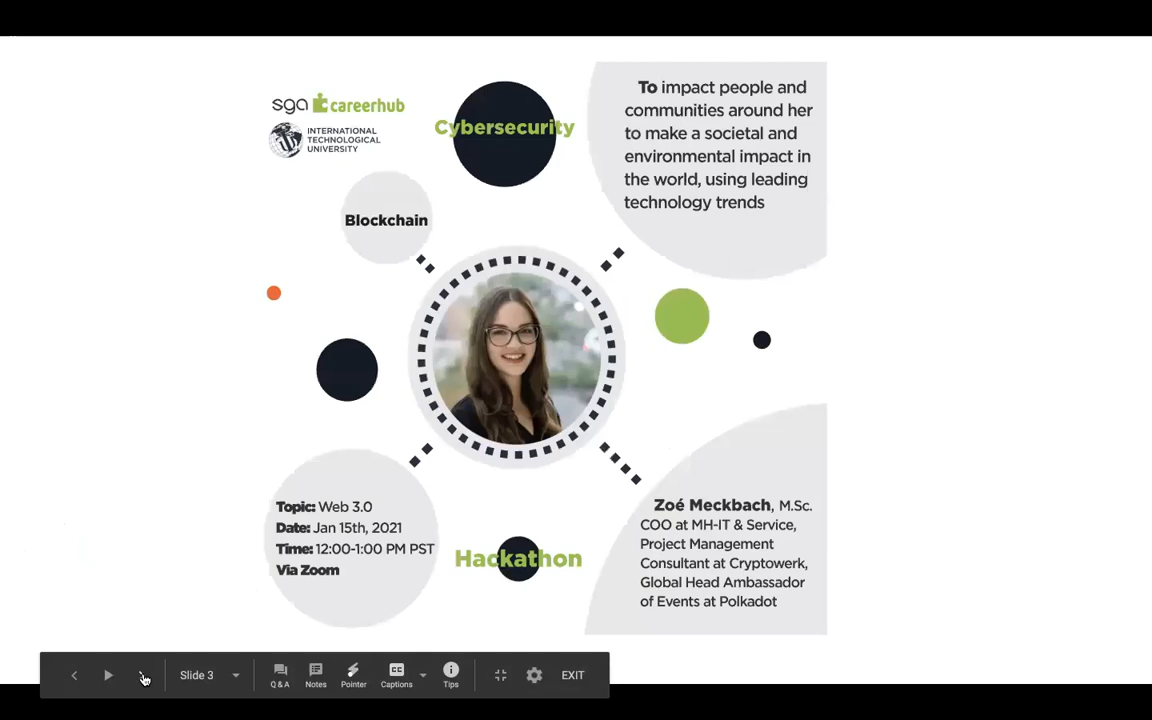 sga careerhub
INTERNATIONAL
TECHNOLOGICAL
UNIVERSITY
Cybersecurity
To impact people and
communities around her
to make a societal and
environmental impact in
the world, using leading
technology trends
Blockchain
Topic: Web 3.0
Date: Jan 15th, 2021
Time: 12:00-1:00 PM PST
Via Zoom
Hackathon
Zoé Meckbach, M.Sc.
COO at MH-IT & Service,
Project Management
Consultant at Cryptowerk,
Global Head Ambassador
of Events at Polkadot
Slide 3
Q & A
Notes
Pointer
CC
Captions
Tips
EXIT